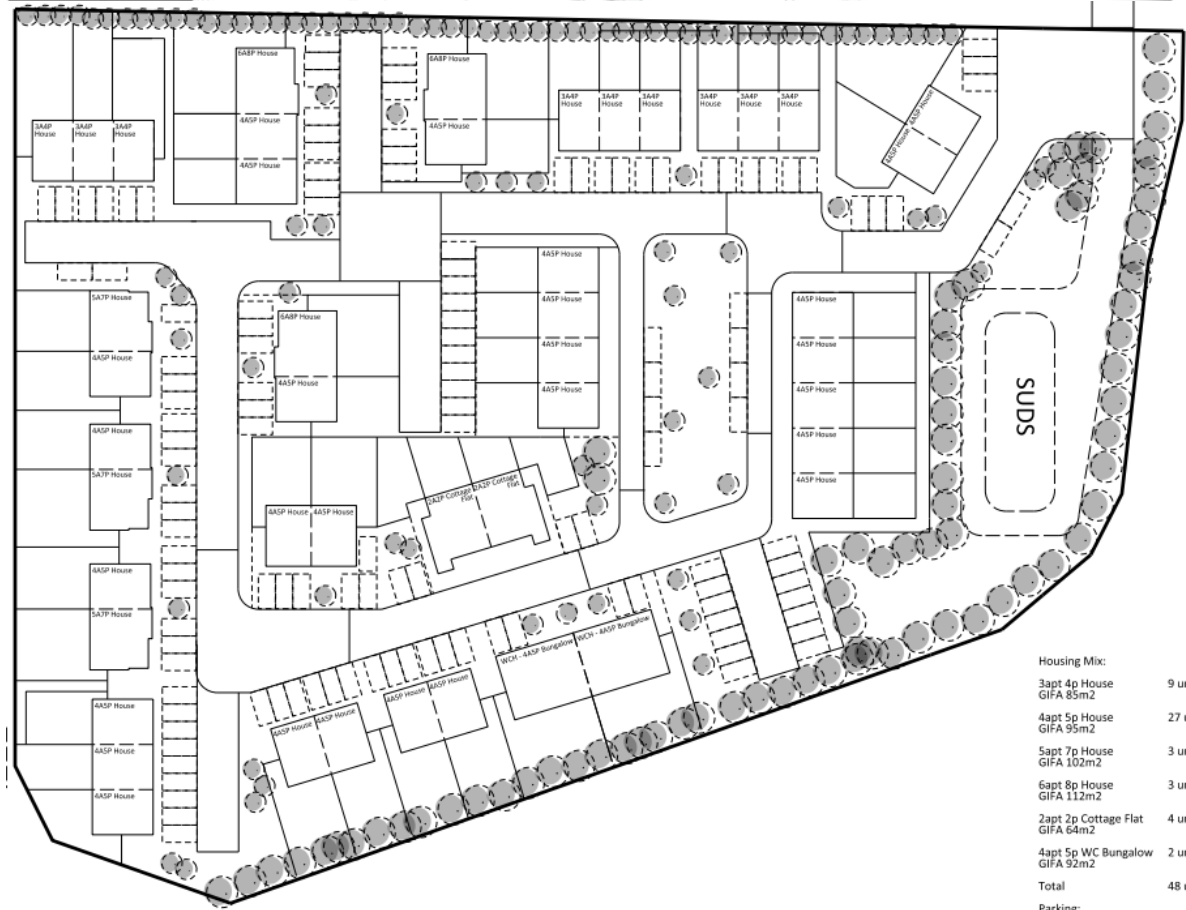 6A8P House
4A5P House
4A5P House
6A8P House
4A5P House
3A4P House
3A4P House
3A4P House
3A4P House
3A4P House
3A4P House
3A4P House
3A4P House
3A4P House
4A5P House
4A5P House
5A7P House
4A5P House
4A5P House
5A7P House
4A5P House
5A7P House
4A5P House
4A5P House
4A5P House
6A8P House
4A5P House
4A5P House
4A5P House
4A5P House
4A5P House
4A5P House
4A5P House
4A5P House
4A5P House
4A5P House
4A5P House
SUDS
4A5P House
4A5P House
2A2P Cottage
Flat
2A2P Cottage
Flat
WCH - 4A5P Bungalow
WCH - 4A5P Bungalow
4A5P House
4A5P House
4A5P House
4A5P House
Housing Mix:
3apt 4p House 9
GIFA 85m2
4apt 5p House 27
GIFA 95m2
5apt 7p House 3
GIFA 102m2
6apt 8p House 3
GIFA 112m2
2apt 2p Cottage Flat 4
GIFA 64m2
4apt 5p WC Bungalow 2
GIFA 92m2
Total 48
Parking: